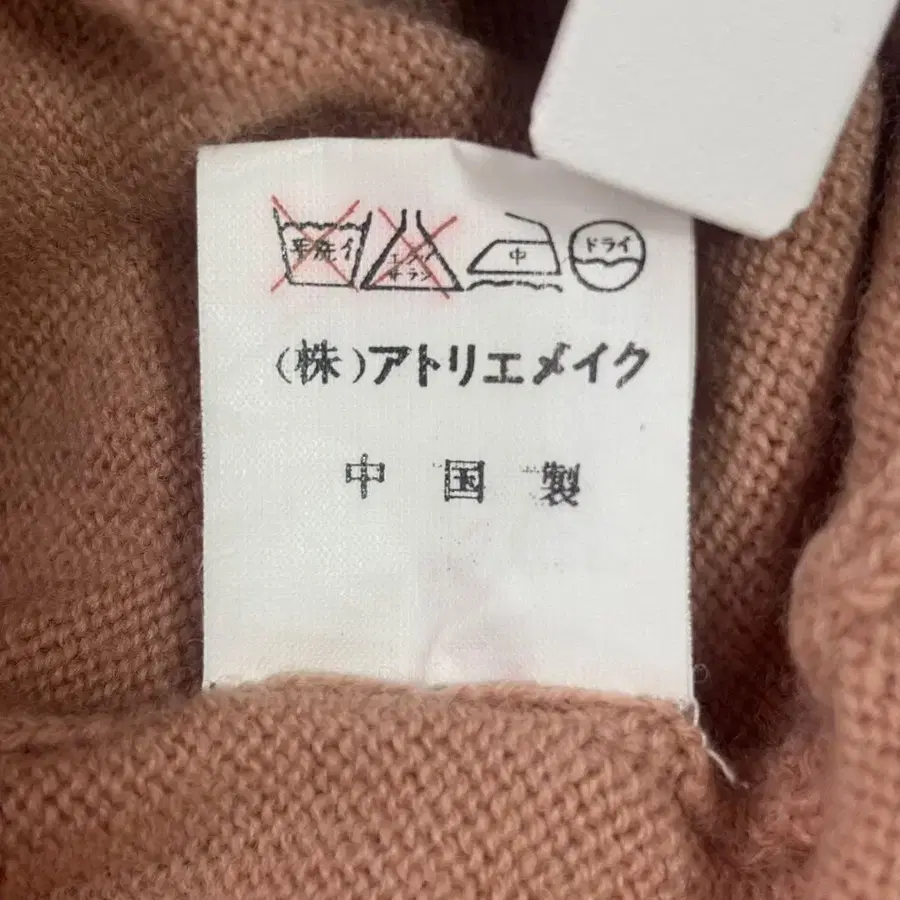 手洗イ エンソ サラシ 中 ドライ
(株)アトリエメイク
中国製